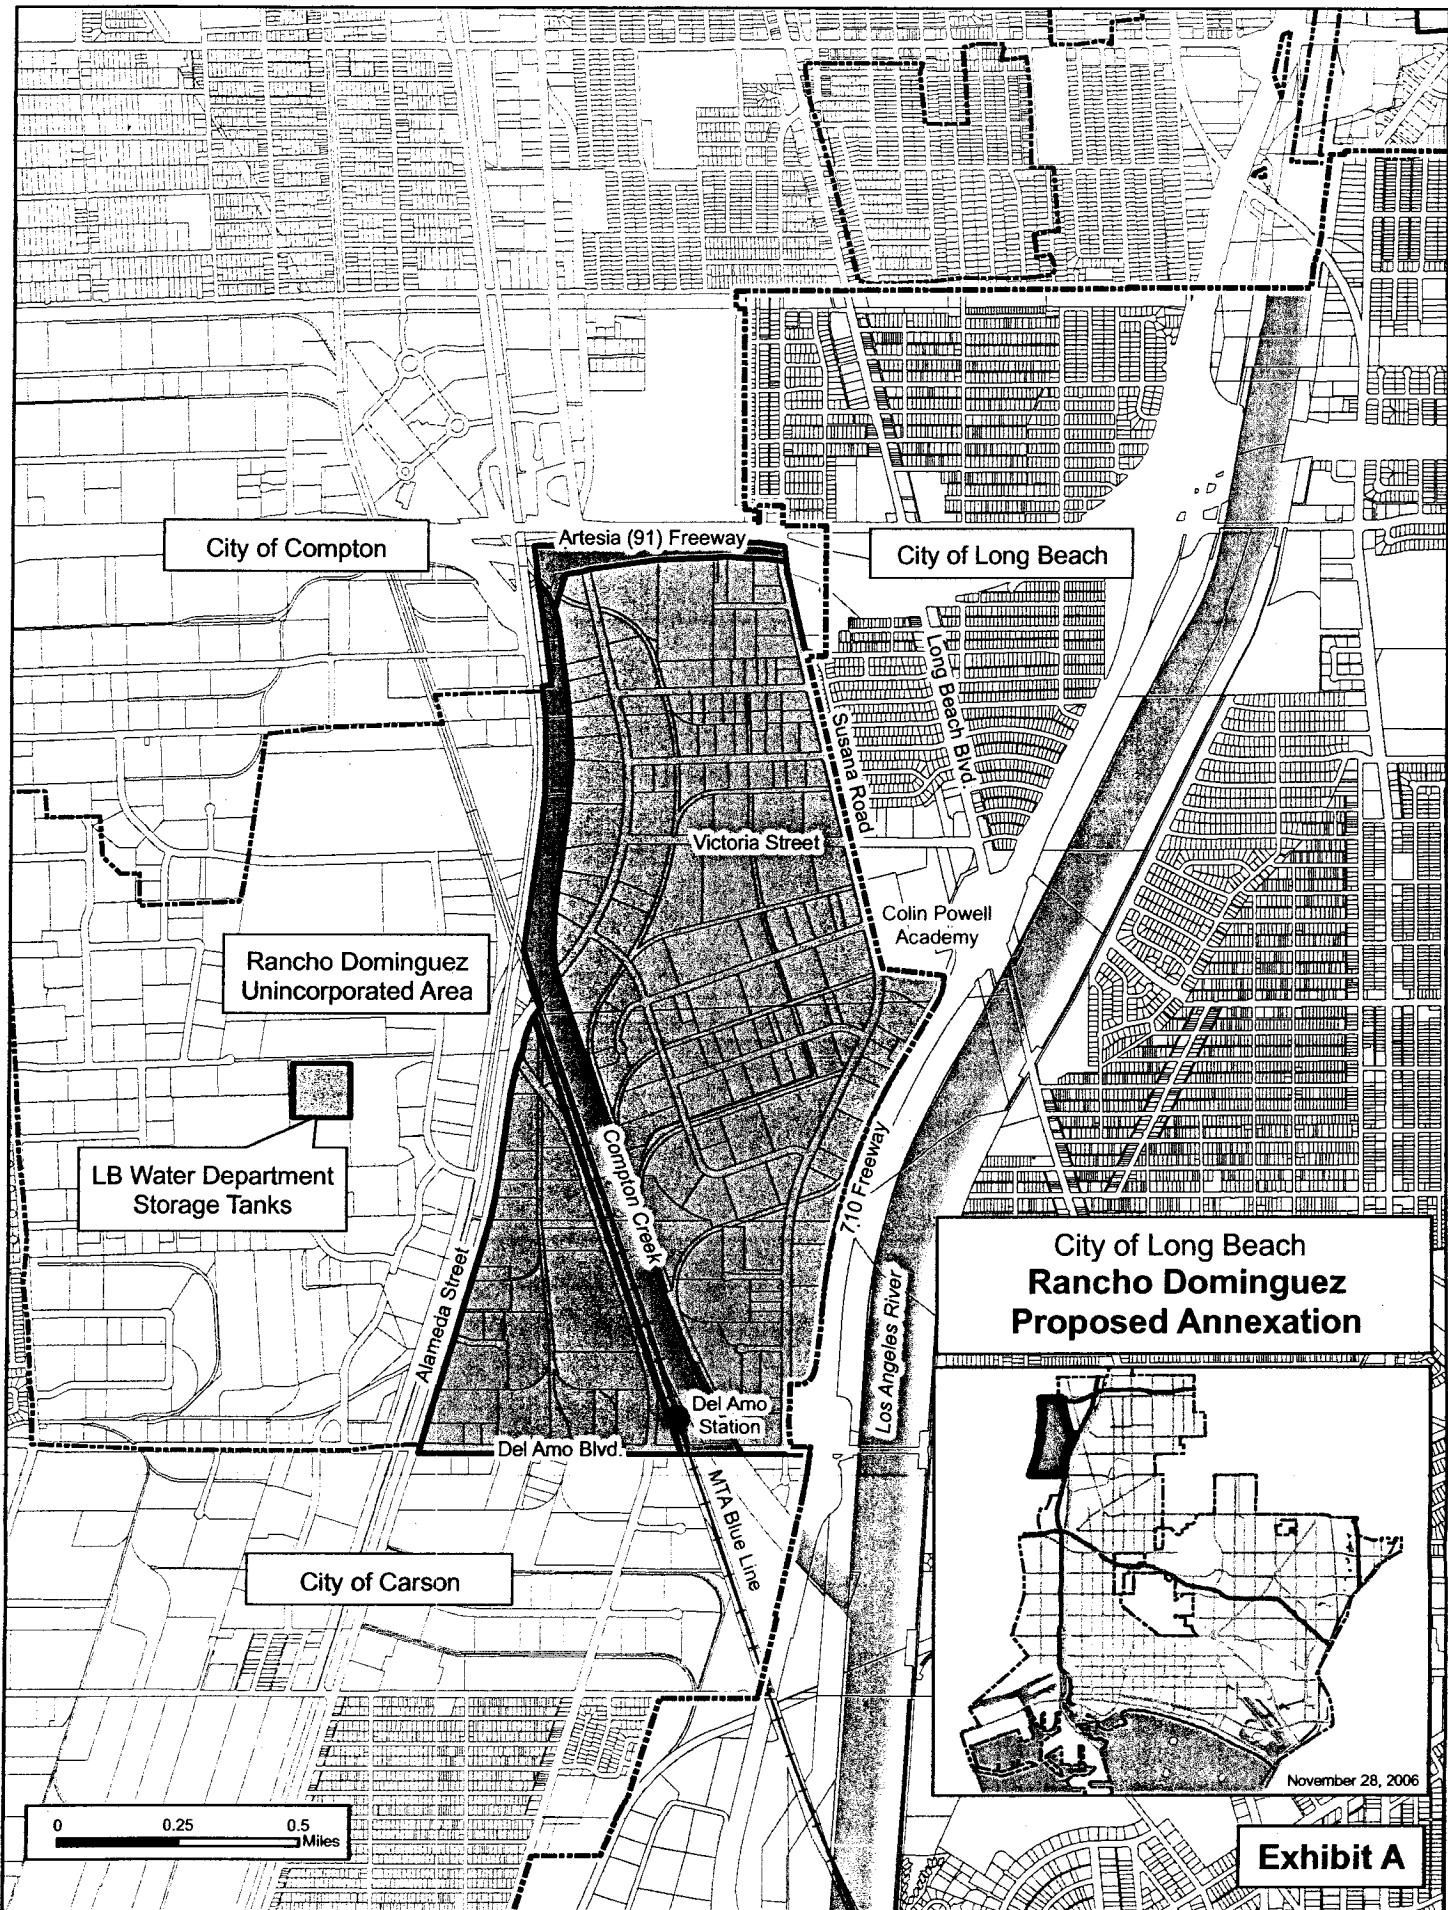 Artesia (91) Freeway
City of Compton
City of Long Beach
Long Beach Blvd.
Susana Road
Victoria Street
Colin Powell
Academy
Rancho Dominguez
Unincorporated Area
LB Water Department
Storage Tanks
Compton Creek
710 Freeway
Alameda Street
Los Angeles River
Del Amo
Station
Del Amo Blvd.
MTA Blue Line
City of Carson
City of Long Beach
Rancho Dominguez
Proposed Annexation
November 28, 2006
0 0.25 0.5
Miles
Exhibit A